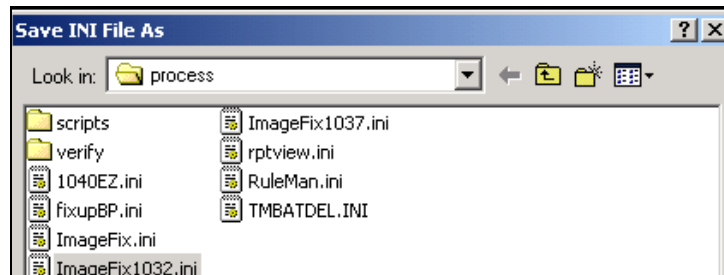 Save INI File As
Look in: process
scripts
verify
1040EZ.ini
fixupBP.ini
ImageFix.ini
ImageFix1032.ini
ImageFix1037.ini
rptview.ini
RuleMan.ini
TMBATDEL.INI